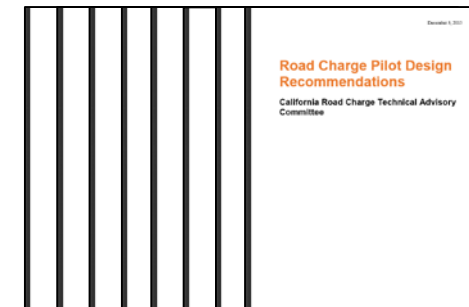 Road Charge Pilot Design
Recommendations
California Road Charge Technical Advisory
Committee